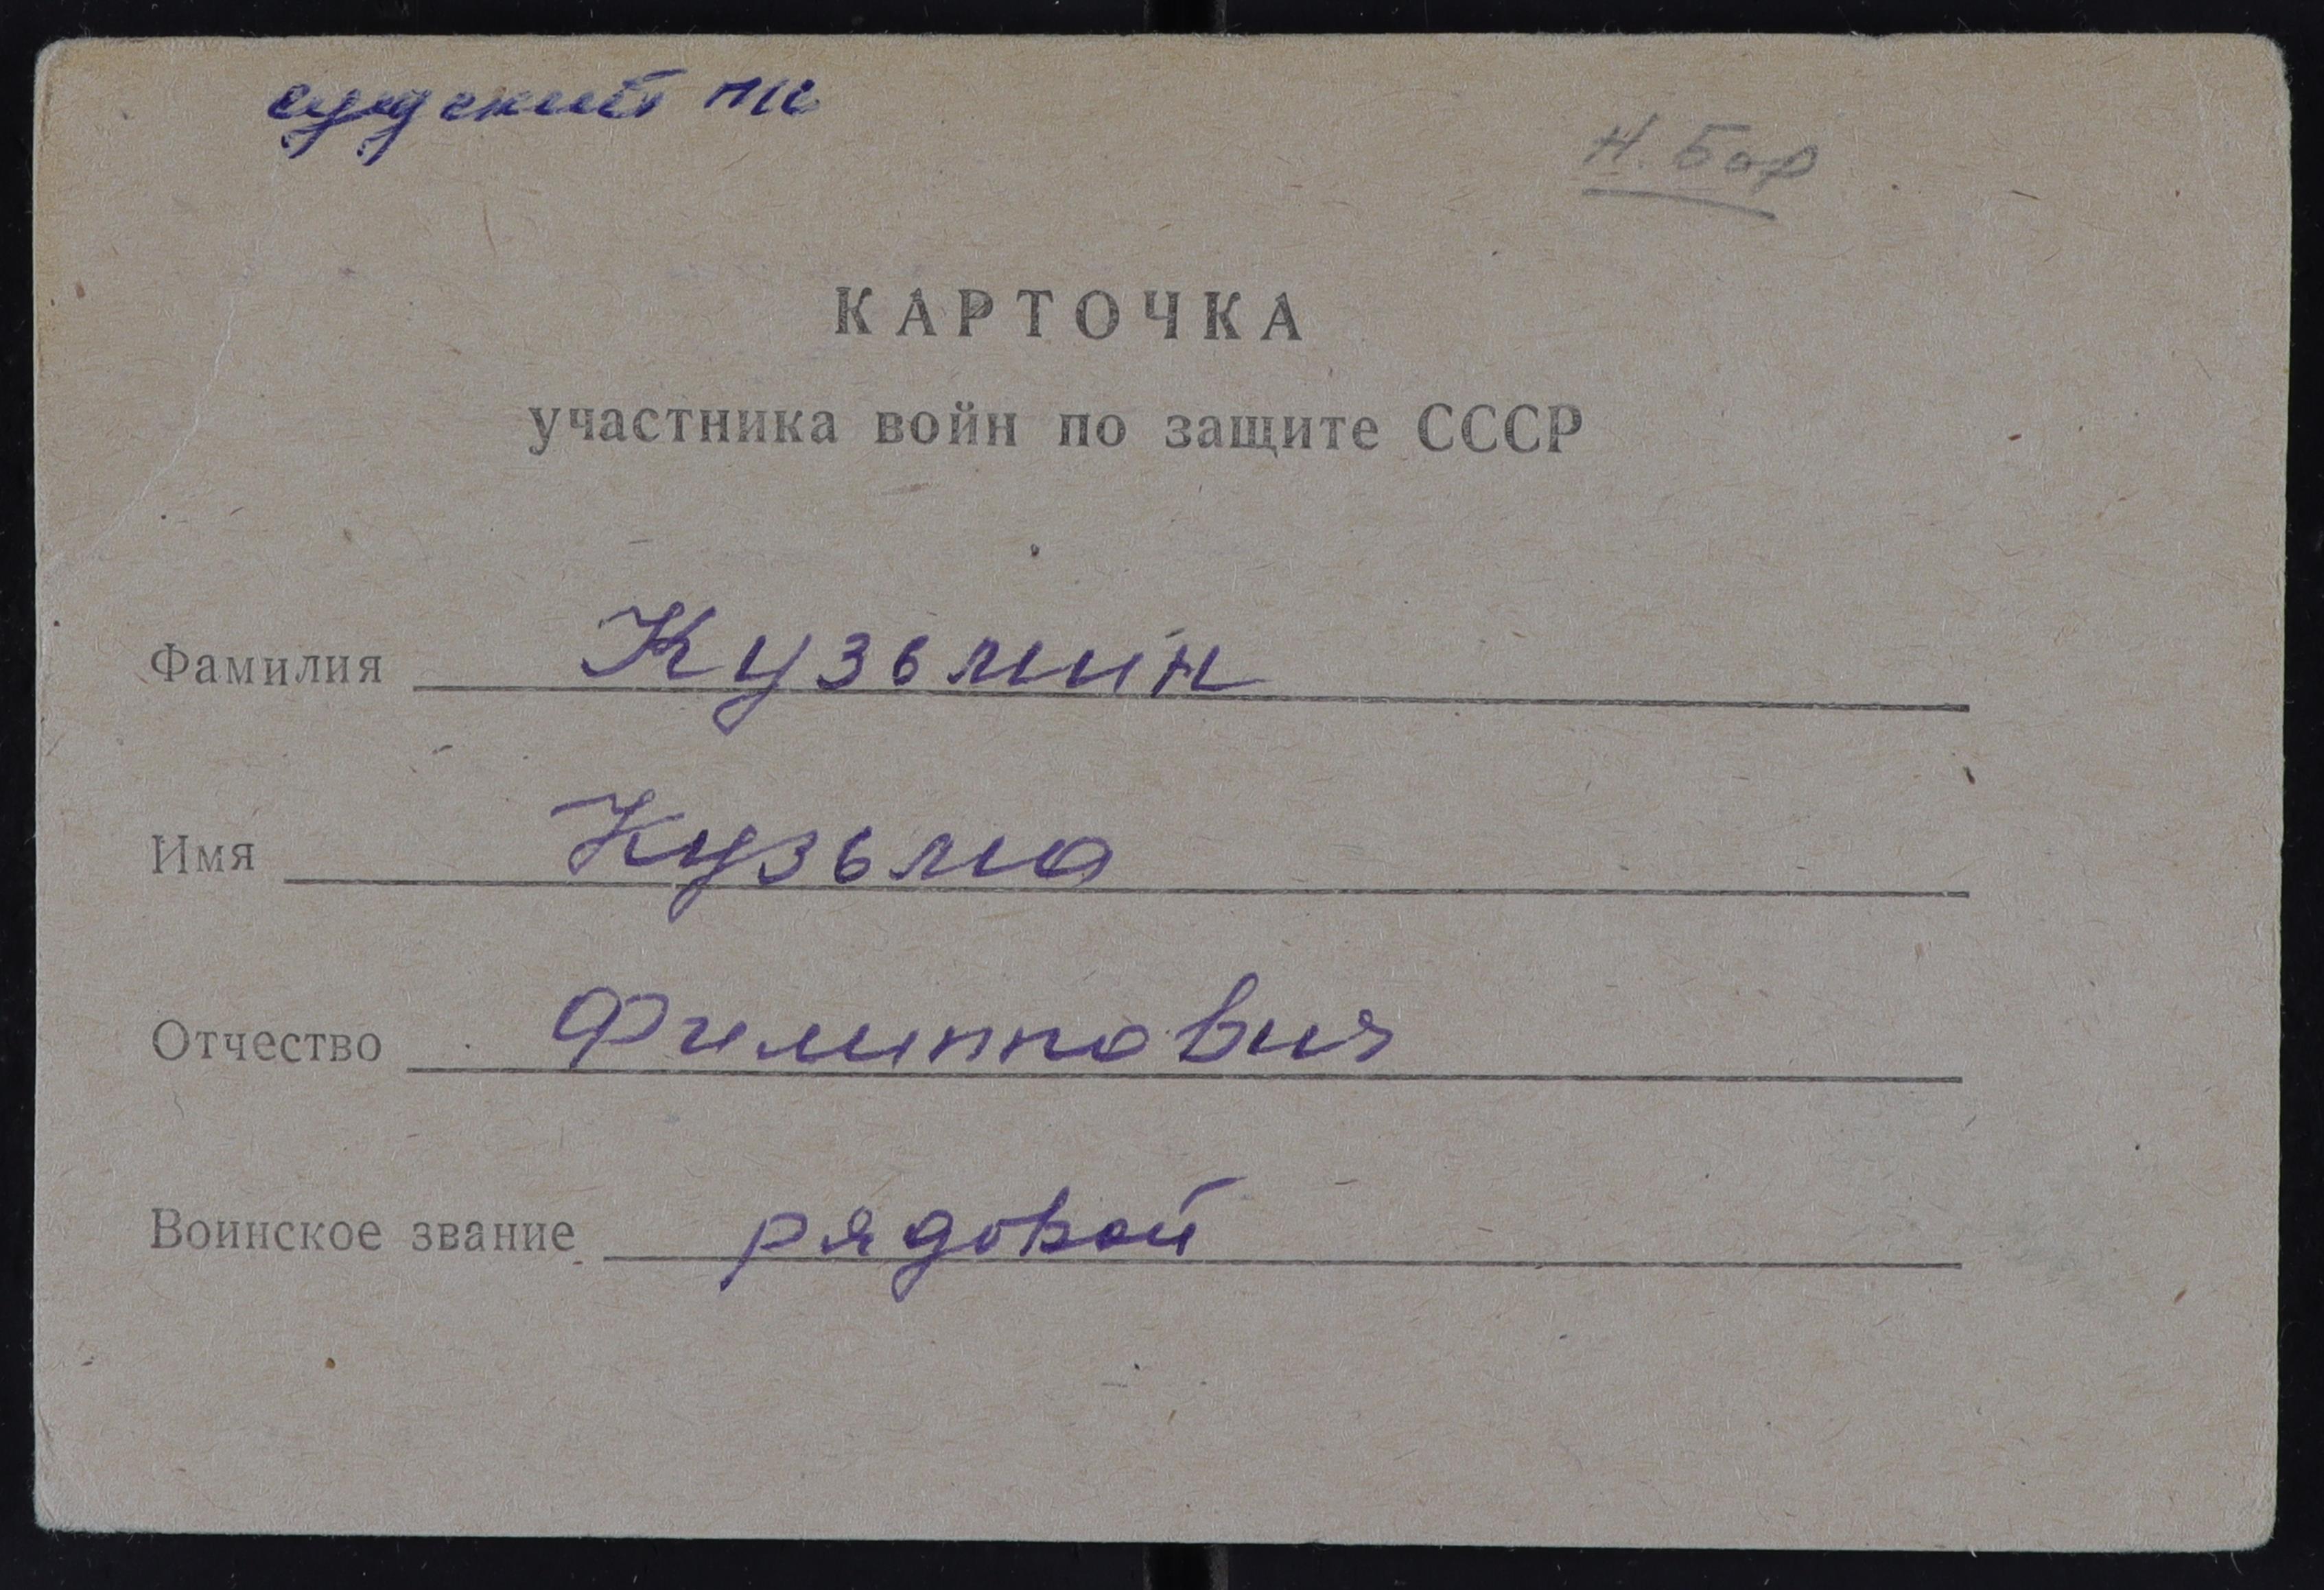 Н. Бор
КАРТОЧКА
участника войн по защите СССР
Фамилия Кузьмин
Имя Кузьма
Отчество Филиппович
Воинское звание рядовой